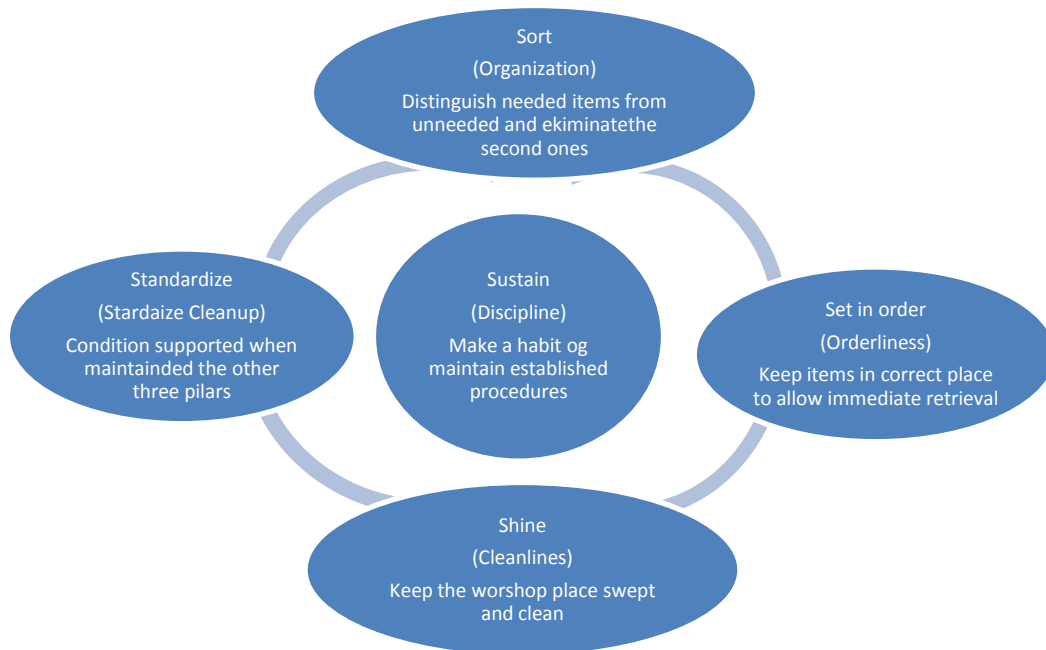 Sort
(Organization)
Distinguish needed items from
unneeded and ekiminatethe
second ones
Standardize
(Stardaize Cleanup)
Condition supported when
maintainded the other
three pilars
Sustain
(Discipline)
Make a habit og
maintain established
procedures
Set in order
(Orderliness)
Keep items in correct place
to allow immediate retrieval
Shine
(Cleanlines)
Keep the worshop place swept
and clean